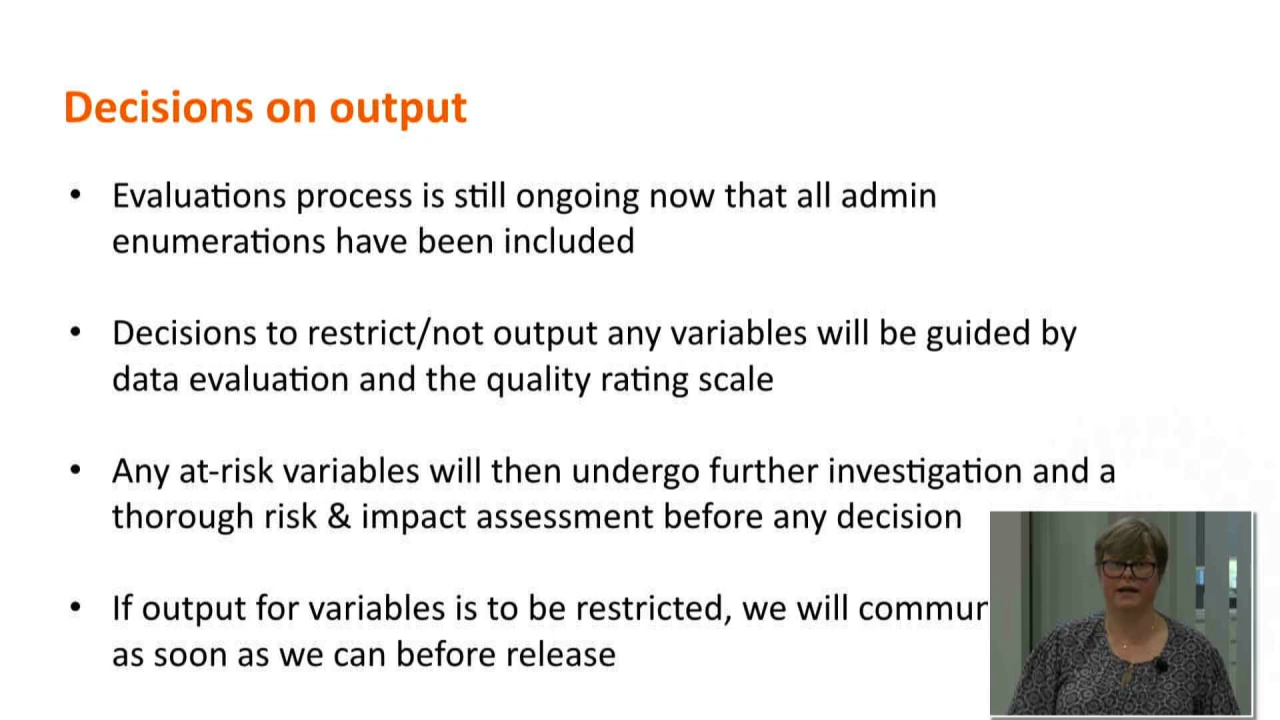 Decisions on output
• Evaluations process is still ongoing now that all admin
enumerations have been included
• Decisions to restrict/not output any variables will be guided by
data evaluation and the quality rating scale
• Any at-risk variables will then undergo further investigation and a
thorough risk & impact assessment before any decision
• If output for variables is to be restricted, we will
as soon as we can before release